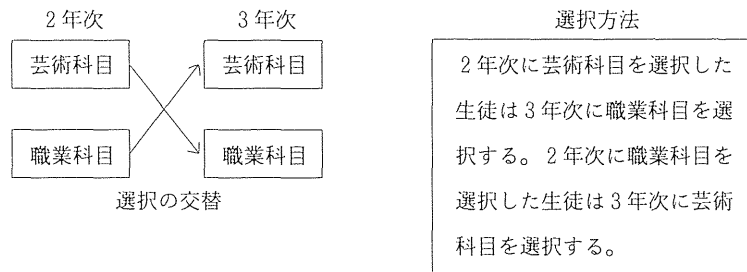 2年次 3年次
芸術科目 芸術科目
職業科目 職業科目
選択の交替
選択方法
2年次に芸術科目を選択した
生徒は3年次に職業科目を選
択する。2年次に職業科目を
選択した生徒は3年次に芸術
科目を選択する。